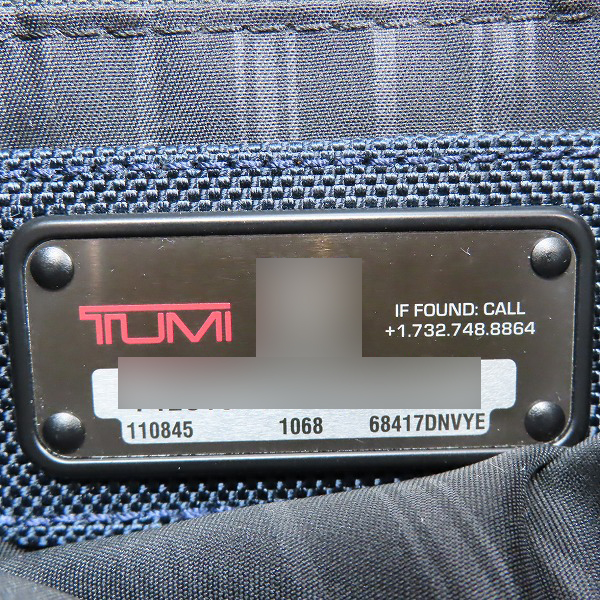 TUMI
IF FOUND: CALL
+1.732.748.8864
110845 1068 68417DNVYE